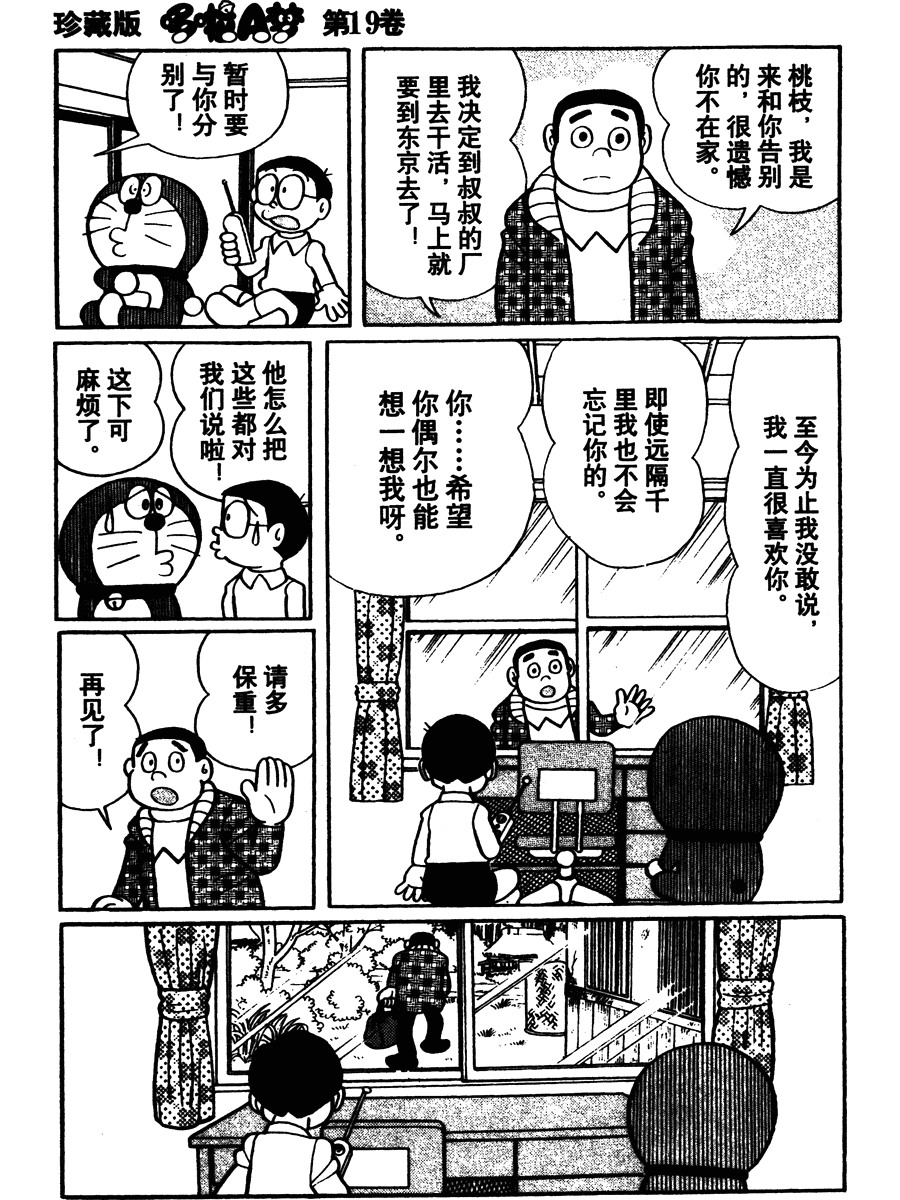 珍藏版 哆啦A梦 第19卷
桃枝，我是
来和你告别
的，很遗憾
你不在家。
我决定到叔叔的厂
里去干活，马上就
要到东京去了！
暂时要
与你分
别了！
至今为止我没敢说，
我一直很喜欢你。
即使远隔千
里我也不会
忘记你的。
你……希望
你偶尔也能
想一想我呀。
他怎么把
这些都对
我们说啦！
这下可
麻烦了。
请多
保重！
再见了！